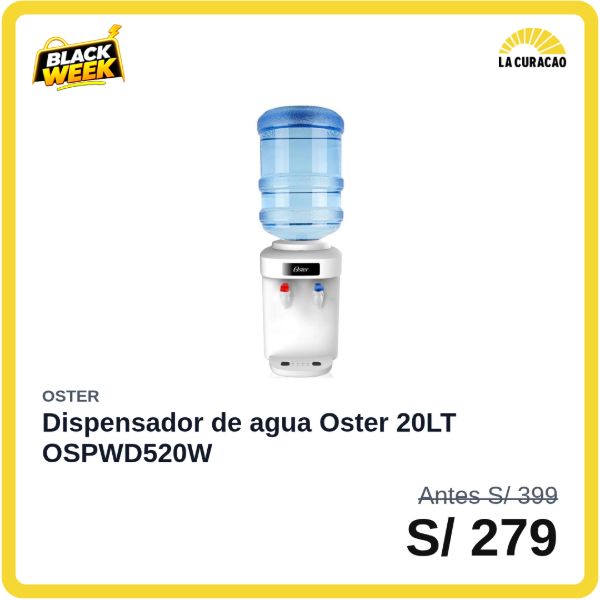 BLACK
WEEK
LA CURACAO
Oster
OSTER
Dispensador de agua Oster 20LT
OSPWD520W
Antes S/ 399
S/ 279